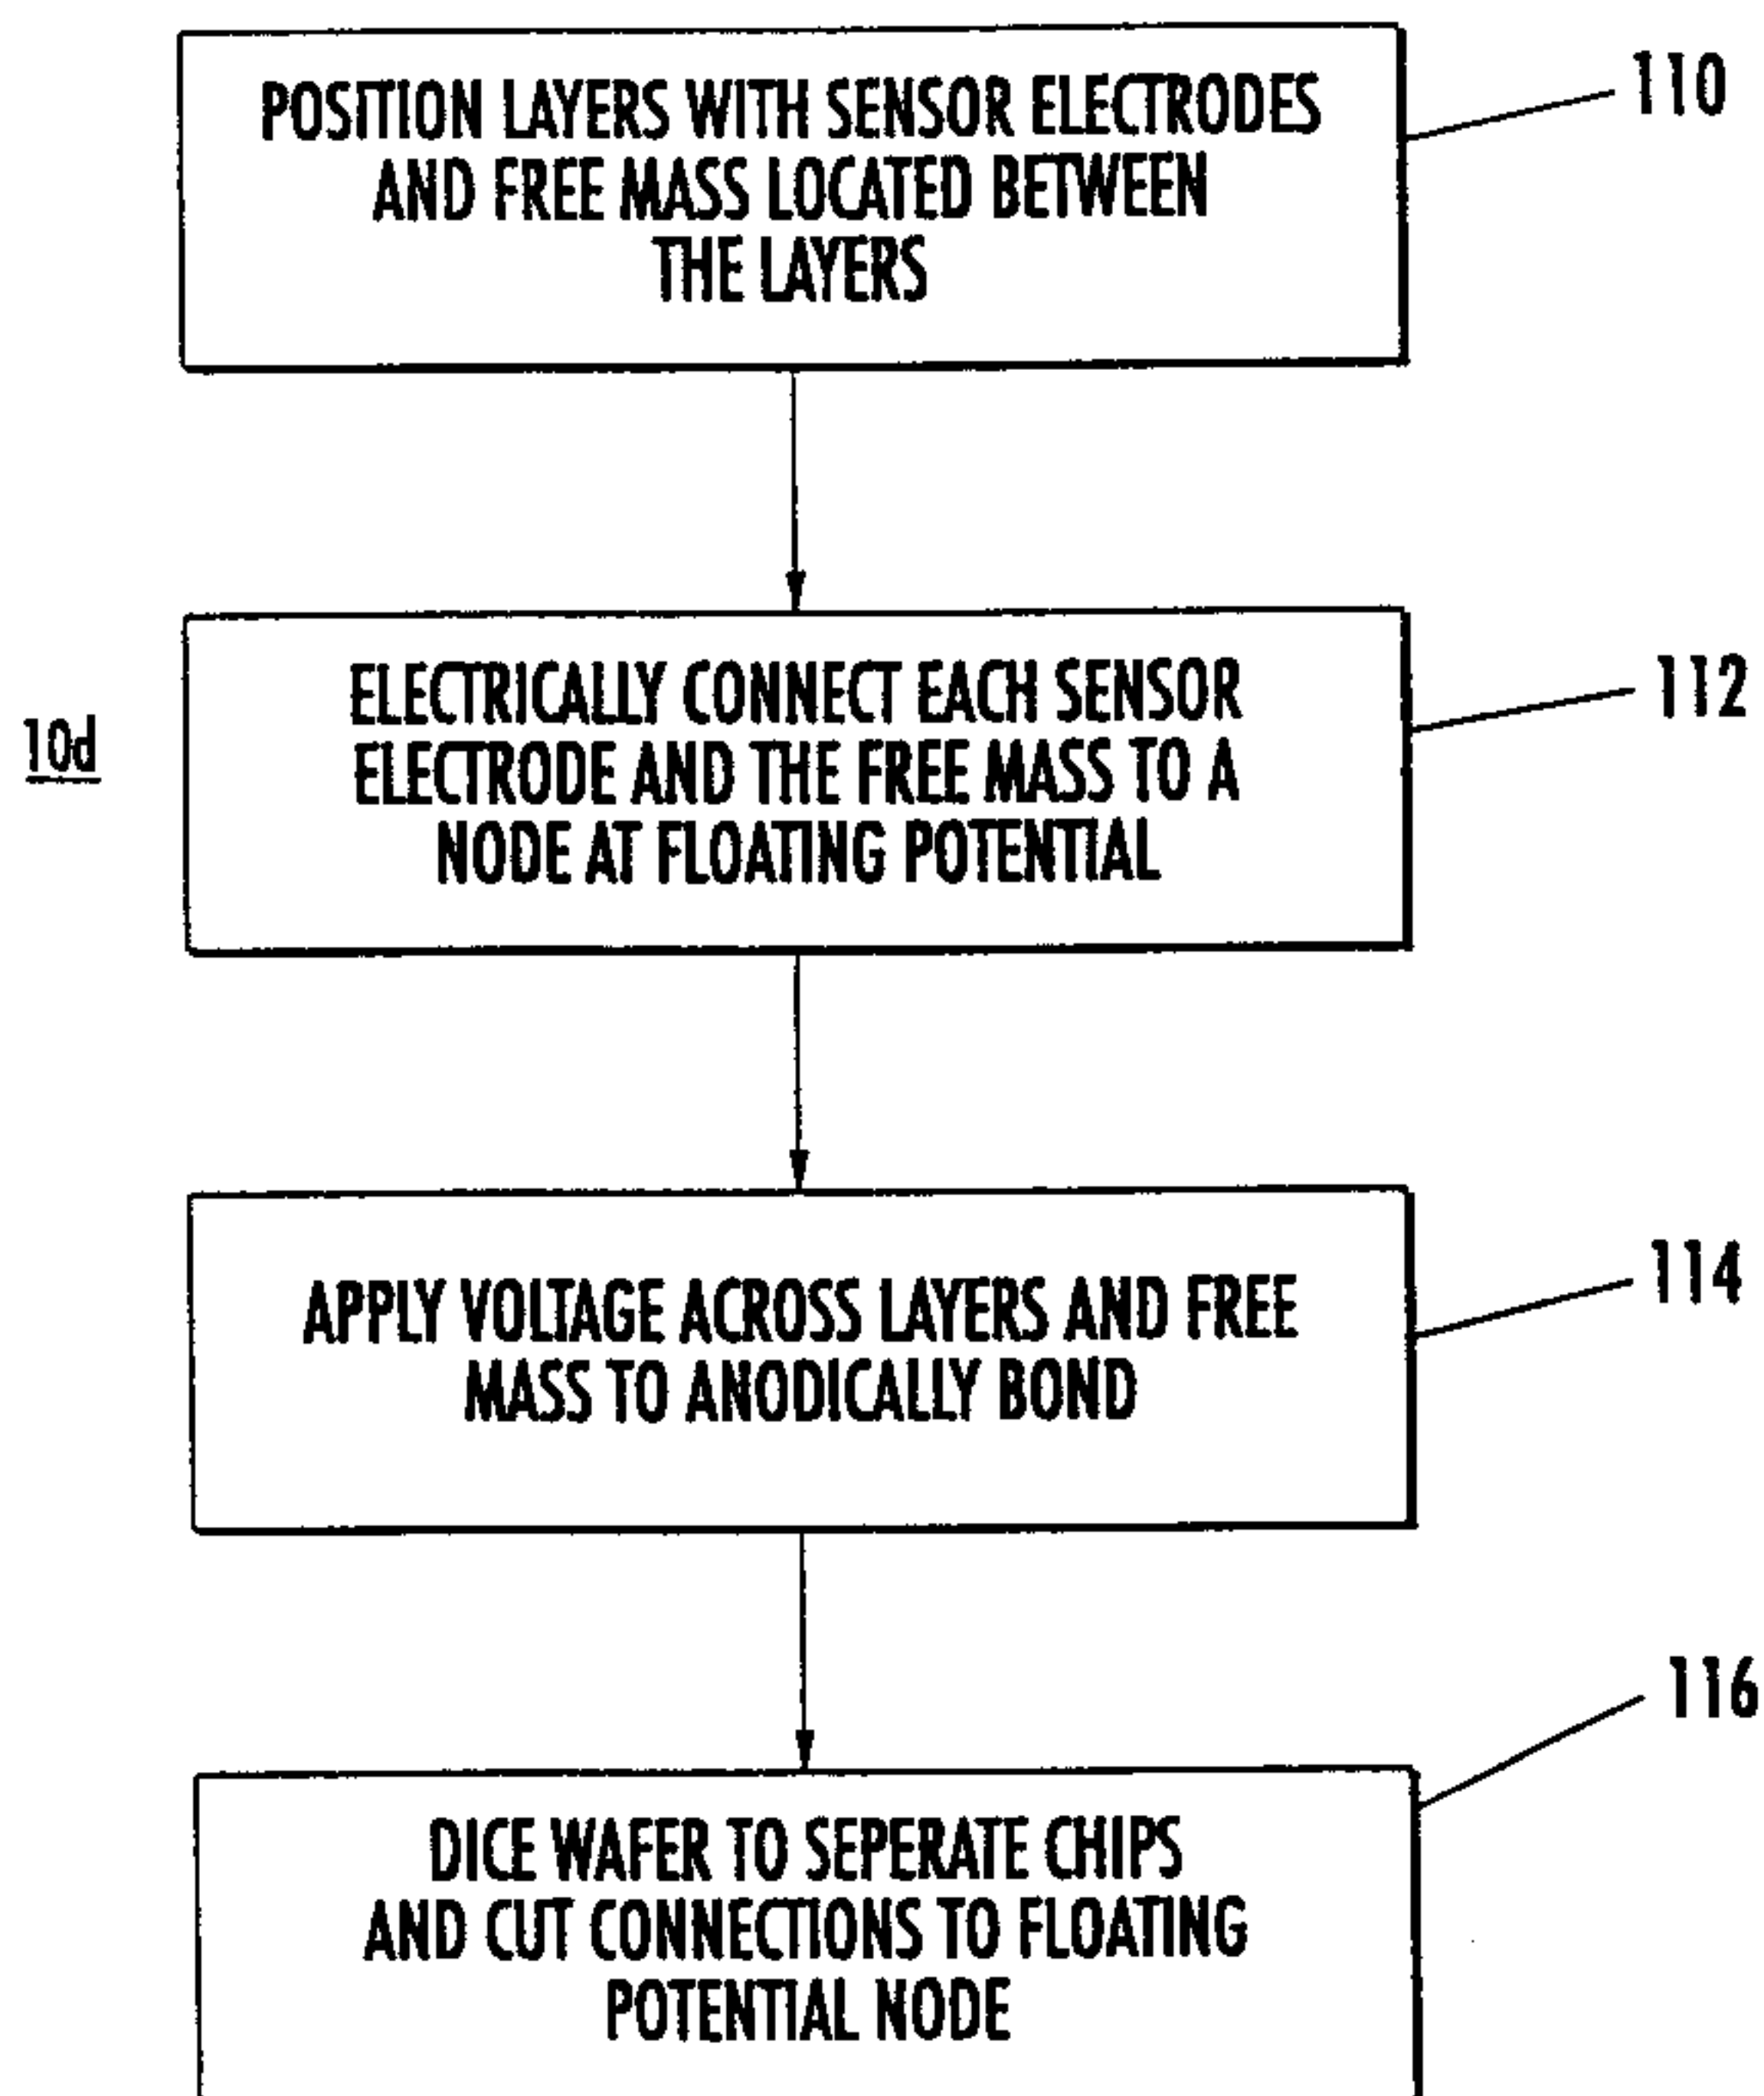 POSITION LAYERS WITH SENSOR ELECTRODES
AND FREE MASS LOCATED BETWEEN
THE LAYERS
110
ELECTRICALLY CONNECT EACH SENSOR
ELECTRODE AND THE FREE MASS TO A
NODE AT FLOATING POTENTIAL
112
10d
APPLY VOLTAGE ACROSS LAYERS AND FREE
MASS TO ANODICALLY BOND
114
DICE WAFER TO SEPERATE CHIPS
AND CUT CONNECTIONS TO FLOATING
POTENTIAL NODE
116